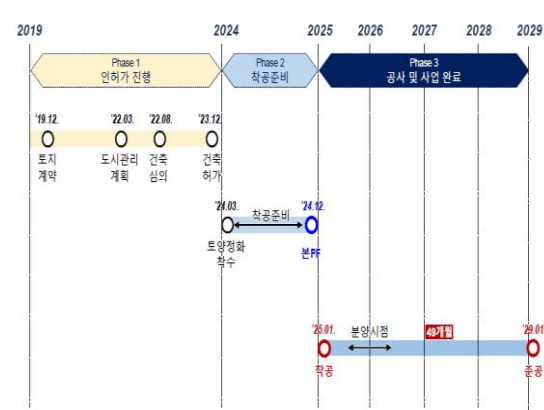 2019 2024 2025 2026 2027 2028 2029
Phase 1
인허가 진행
Phase 2
착공준비
Phase 3
공사 및 사업 완료
'19.12. '22.03. '22.08. '23.12.
토지
계약
도시관리
계획
건축
심의
건축
허가
'24.03. 착공준비 '24.12.
토양정화
착수
본PF
'25.01. 분양시점 49개월 '29.01
착공 준공